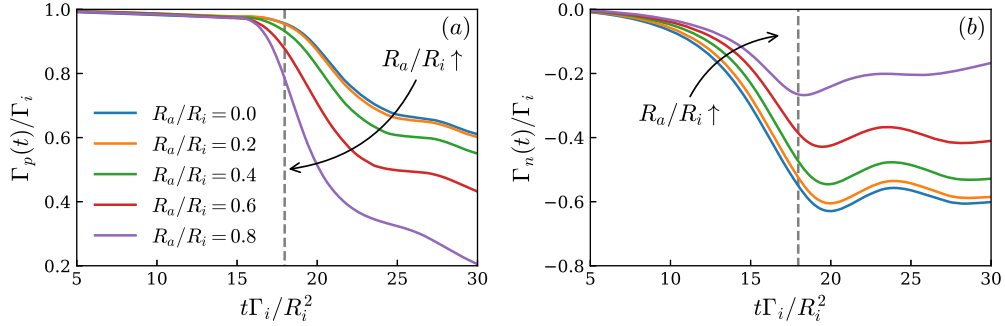 (a)
Γ_p(t)/Γ_i
1.0
0.8
0.6
0.4
0.2
R_a/R_i ↑
R_a/R_i = 0.0
R_a/R_i = 0.2
R_a/R_i = 0.4
R_a/R_i = 0.6
R_a/R_i = 0.8
5 10 15 20 25 30
tΓ_i/R_i^2
(b)
Γ_n(t)/Γ_i
0.0
−0.2
−0.4
−0.6
−0.8
R_a/R_i ↑
5 10 15 20 25 30
tΓ_i/R_i^2